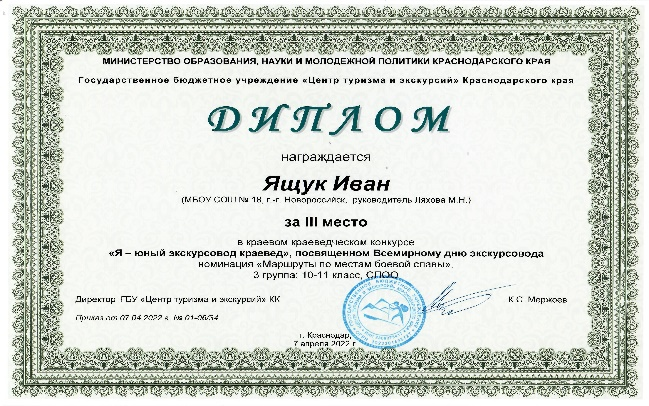 МИНИСТЕРСТВО ОБРАЗОВАНИЯ, НАУКИ И МОЛОДЕЖНОЙ ПОЛИТИКИ КРАСНОДАРСКОГО КРАЯ
Государственное бюджетное учреждение «Центр туризма и экскурсий» Краснодарского края
ДИПЛОМ
награждается
Ящук Иван
(МБОУ СОШ № 18, г.-г. Новороссийск, руководитель Ляхова М.Н.)
за III место
в краевом краеведческом конкурсе
«Я – юный экскурсовод краевед», посвященном Всемирному дню экскурсовода
номинация «Маршруты по местам боевой славы»,
3 группа: 10-11 класс, СПОО
Директор ГБУ «Центр туризма и экскурсий» КК
К.С. Моржоев
Приказ от 07.04.2022 г. № 01-06/34
г. Краснодар,
7 апреля 2022 г